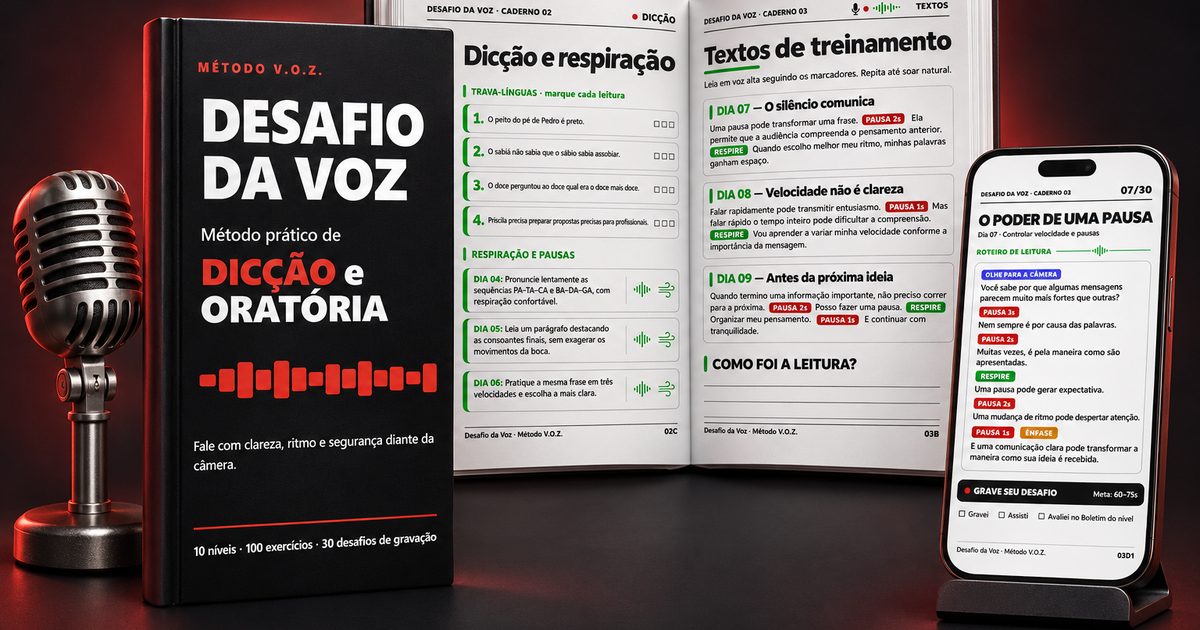 MÉTODO V.O.Z.
DESAFIO
DA VOZ
Método prático de
DICÇÃO e
ORATÓRIA
Fale com clareza, ritmo e segurança diante da
câmera.
10 níveis · 100 exercícios · 30 desafios de gravação
DESAFIO DA VOZ · CADERNO 02
DICÇÃO
Dicção e respiração
TRAVA-LÍNGUAS · marque cada leitura
1. O peito do pé de Pedro é preto.
2. O sabiá não sabia que o sábio sabia assobiar.
3. O doce perguntou ao doce qual era o doce mais doce.
4. Priscila precisa preparar propostas precisas para profissionais.
RESPIRAÇÃO E PAUSAS
DIA 04: Pronuncie lentamente as
sequências PA-TA-CA e BA-DA-GA, com
respiração confortável.
DIA 05: Leia um parágrafo destacando
as consoantes finais, sem exagerar os
movimentos da boca.
DIA 06: Pratique a mesma frase em três
velocidades e escolha a mais clara.
Desafio da Voz · Método V.O.Z.
02C
DESAFIO DA VOZ · CADERNO 03
TEXTOS
Textos de treinamento
Leia em voz alta seguindo os marcadores. Repita até soar natural.
DIA 07 — O silêncio comunica
Uma pausa pode transformar uma frase. PAUSA 2s Ela
permite que a audiência compreenda o pensamento anterior.
RESPIRE Quando escolho melhor meu ritmo, minhas palavras
ganham espaço.
DIA 08 — Velocidade não é clareza
Falar rapidamente pode transmitir entusiasmo. PAUSA 1s Mas
falar rápido o tempo inteiro pode dificultar a compreensão.
RESPIRE Vou aprender a variar minha velocidade conforme a
importância da mensagem.
DIA 09 — Antes da próxima ideia
Quando termino uma informação importante, não preciso correr
para a próxima. PAUSA 2s Posso fazer uma pausa. RESPIRE
Organizar meu pensamento. PAUSA 1s E continuar com
tranquilidade.
COMO FOI A LEITURA?
Desafio da Voz · Método V.O.Z.
03B
DESAFIO DA VOZ · CADERNO 03
07/30
O PODER DE UMA PAUSA
Dia 07 · Controlar velocidade e pausas
ROTEIRO DE LEITURA
OLHE PARA A CÂMERA
Você sabe por que algumas mensagens
parecem muito mais fortes que outras?
PAUSA 3s
Nem sempre é por causa das palavras.
PAUSA 2s
Muitas vezes, é pela maneira como são
apresentadas.
RESPIRE
Uma pausa pode gerar expectativa.
PAUSA 2s
Uma mudança de ritmo pode despertar atenção.
PAUSA 1s ÊNFASE
E uma comunicação clara pode transformar a
maneira como sua ideia é recebida.
GRAVE SEU DESAFIO
Meta: 60–75s
Gravei Assisti Avaliei no Boletim do nível
Desafio da Voz · Método V.O.Z.
03D1